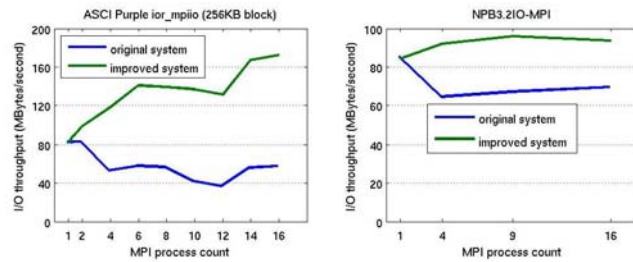 ASCI Purple ior_mpiio (256KB block)
I/O throughput (MBytes/second)
200
160
120
80
40
0
original system
improved system
1 2 4 6 8 10 12 14 16
MPI process count
NPB3.2IO-MPI
I/O throughput (MBytes/second)
100
80
60
40
20
0
original system
improved system
1 4 9 16
MPI process count